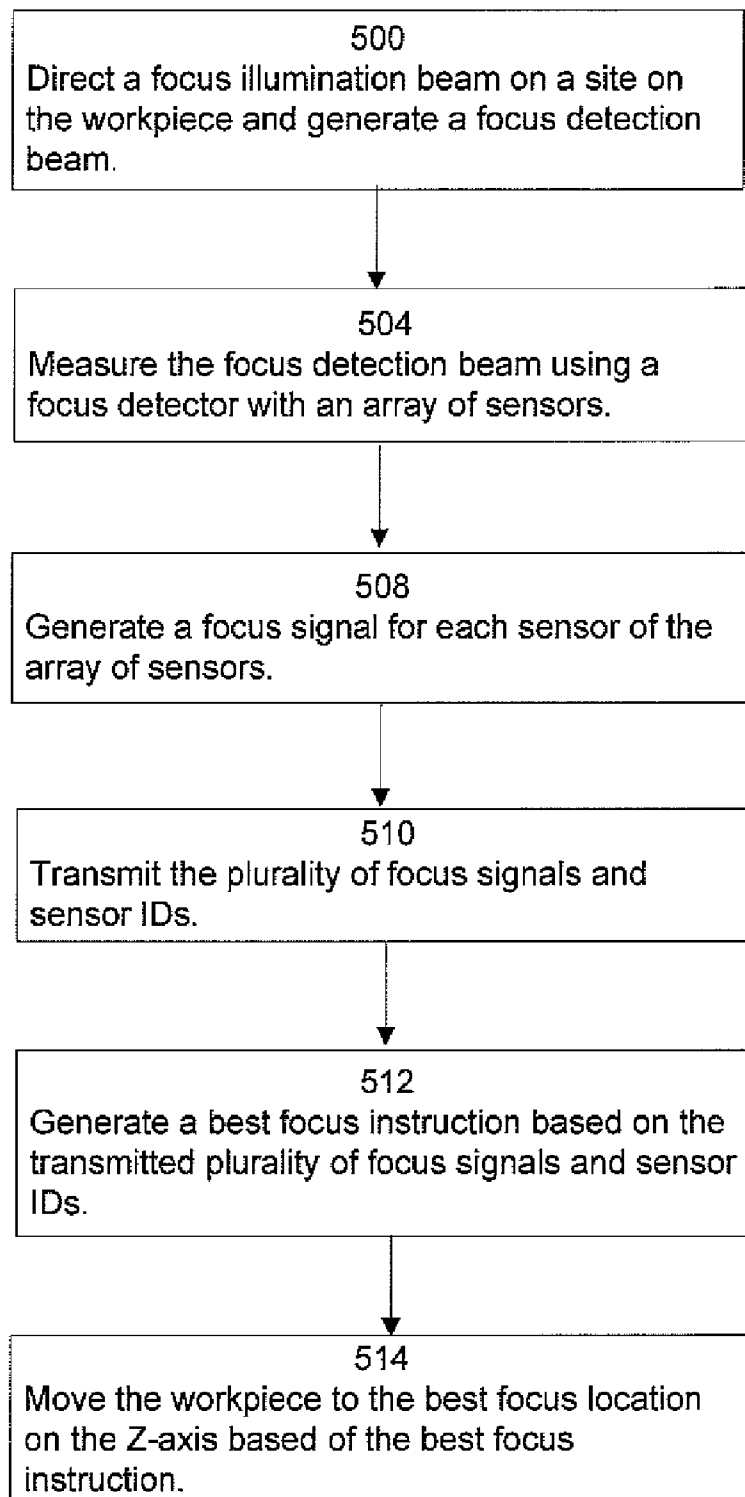 500
Direct a focus illumination beam on a site on
the workpiece and generate a focus detection
beam.
504
Measure the focus detection beam using a
focus detector with an array of sensors.
508
Generate a focus signal for each sensor of the
array of sensors.
510
Transmit the plurality of focus signals and
sensor IDs.
512
Generate a best focus instruction based on the
transmitted plurality of focus signals and sensor
IDs.
514
Move the workpiece to the best focus location
on the Z-axis based of the best focus
instruction.